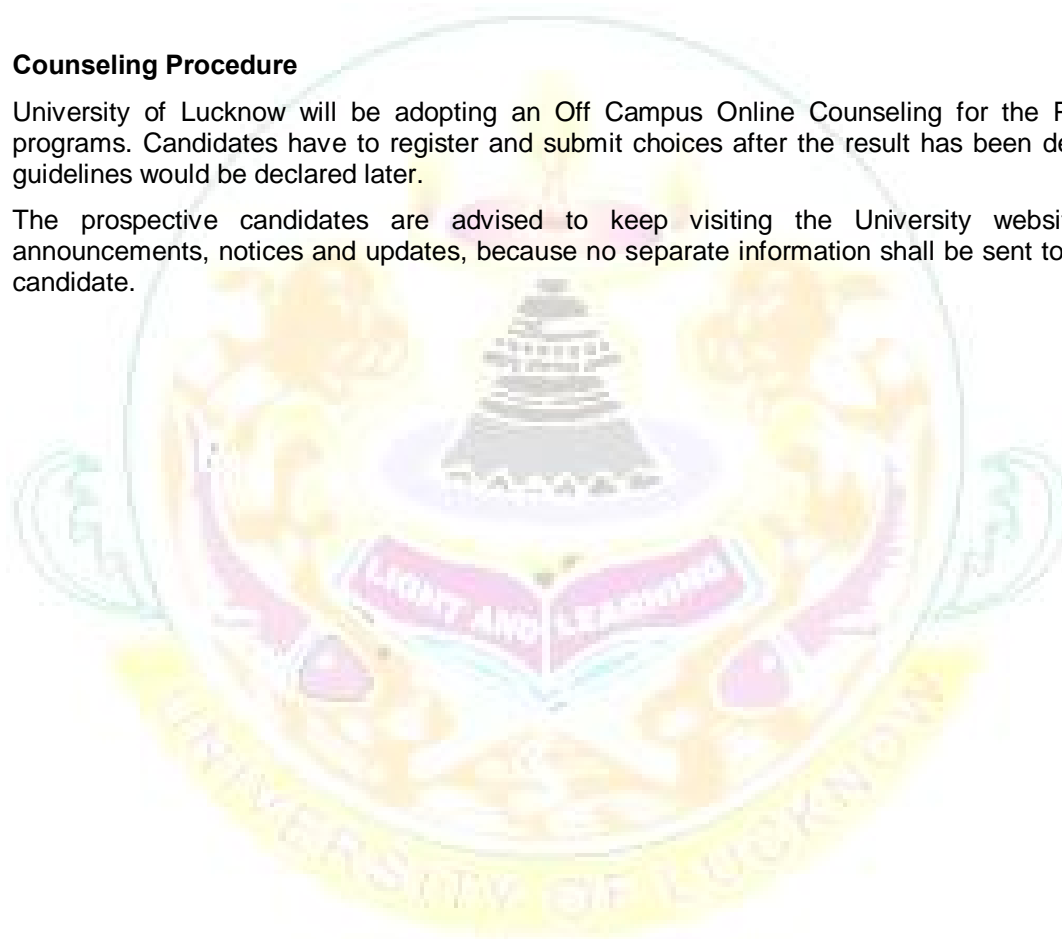 Counseling Procedure
University of Lucknow will be adopting an Off Campus Online Counseling for the
programs. Candidates have to register and submit choices after the result has been
guidelines would be declared later.
The prospective candidates are advised to keep visiting the University
announcements, notices and updates, because no separate information shall be sent to
candidate.
LIGHT AND LEARNING
UNIVERSITY OF LUCKNOW